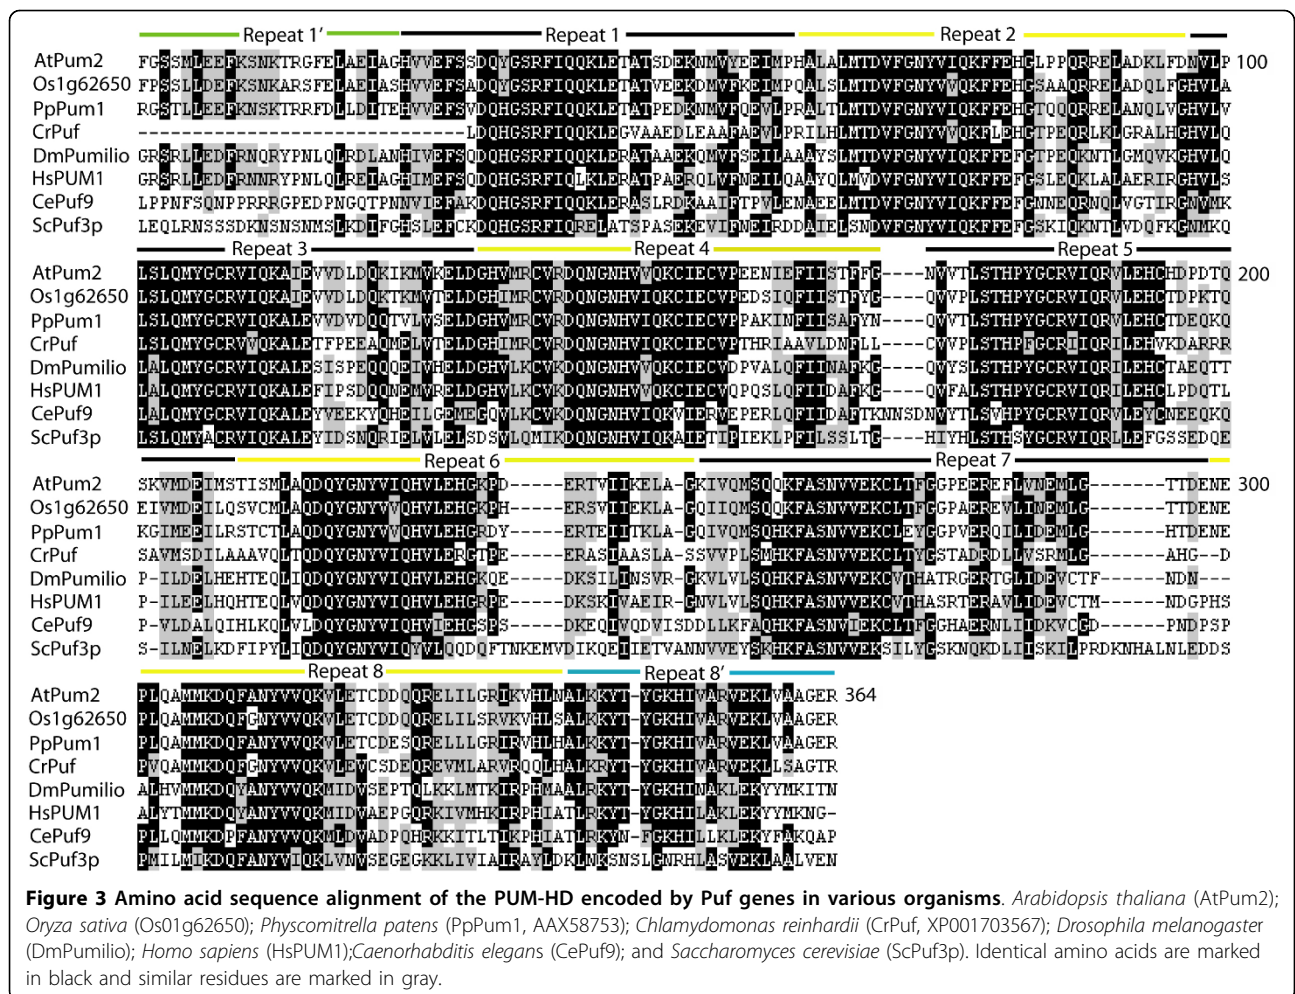 Repeat 1′ Repeat 1 Repeat 2
AtPum2 FGSSMLEEFKSNKTRGFELAEIAGHVVEFSSDQYGSRFIQQKLETATSDEKNMVYEEIMPHALALMTDVFGNYVIQKFFEHGLPPQRRELADKLFDNVLP 100
Os1g62650 FPSSLLDEFKSNKARSFELAEIASHVVEFSADQYGSRFIQQKLETATVEEKDMVFKEIMPQALSLMTDVFGNYVVQKFFEHGSAAQRRELADQLFGHVLA
PpPum1 RGSTLLEEFKNSKTRRFDLLDITEHVVEFSVDQHGSRFIQQKLETATPEDKNMVFQEVLPRALTLMTDVFGNYVIQKFFEHGTQQQRRELANQLVGHVLV
CrPuf -------------------------------LDQHGSRFIQQKLEGVAAEDLEAAFAEVLPRILHLMTDVFGNYVVQKFLEHGTPEQRLKLGRALHGHVLQ
DmPumilio GRSRLLEDFRNQRYPNLQLRDLANHIVEFSQDQHGSRFIQQKLERATAAEKQMVFSEILAAAYSLMTDVFGNYVIQKFFEFGTPEQKNTLGMQVKGHVLQ
HsPUM1 GRSRLLEDFRNNRYPNLQLREIAGHIMEFSQDQHGSRFIQLKLERATPAERQLVFNEILQAAYQLMVDVFGNYVIQKFFEFGSLEQKLALAERIRGHVLS
CePuf9 LPPNFSQNPPRRRGPEDPNGQTPNNVIEFAKDQHGSRFIQQKLERASLRDKAAIFTPVLENAEELMTDVFGNYVIQKFFEFGNNEQRNQLVGTIRGNVMK
ScPuf3p LEQLRNSSSDKNSNSNMSLKDIFGHSLEFCKDQHGSRFIQRELATSPASEKEVIFNEIRDDAIELSNDVFGNYVIQKFFEFGSKIQKNTLVDQFKGNMKQ
Repeat 3 Repeat 4 Repeat 5
AtPum2 LSLQMYGCRVIQKAIEVVDLDQKIKMVKELDGHVMRCVRDQNGNHVVQKCIECVPEENIEFIISTFFG----NVVTLSTHPYGCRVIQRVLEHCHDPDTQ 200
Os1g62650 LSLQMYGCRVIQKAIEVVDLDQKTKMVTELDGHIMRCVRDQNGNHVIQKCIECVPEDSIQFIISTFYG----QVVPLSTHPYGCRVIQRVLEHCTDPKTQ
PpPum1 LSLQMYGCRVIQKALEVVDVDQQTVLVSELDGHVMRCVRDQNGNHVIQKCIECVPPAKINFIISAFYN----QVVTLSTHPYGCRVIQRVLEHCTDEQKQ
CrPuf LSLQMYGCRVVQKALETFPEEAQMELVTELDGHVMRCVRDQNGNHVIQKCIECVPTHRIAAVLDNFLL----CVVPLSTHPFGCRIIQRILEHVKDARRR
DmPumilio LALQMYGCRVIQKALESISPEQQQEIVHELDGHVLKCVKDQNGNHVVQKCIECVDPVALQFIINAFKG----QVYSLSTHPYGCRVIQRILEHCTAEQTT
HsPUM1 LALQMYGCRVIQKALEFIPSDQQNEMVRELDGHVLKCVKDQNGNHVVQKCIECVQPQSLQFIIDAFKG----QVFALSTHPYGCRVIQRILEHCLPDQTL
CePuf9 LALQMYGCRVIQKALEYVEEKYQHEILGEMEGQVLKCVKDQNGNHVIQKVIERVEPERLQFIIDAFTKNNSDNVYTLSVHPYGCRVIQRVLEYCNEEQKQ
ScPuf3p LSLQMYACRVIQKALEYIDSNQRIELVLELSDSVLQMIKDQNGNHVIQKAIETIPIEKLPFILSSLTG----HIYHLSTHSYGCRVIQRLLEFGSSEDQE
Repeat 6 Repeat 7
AtPum2 SKVMDEIMSTISMLAQDQYGNYVIQHVLEHGKPD-----ERTVIIKELA-GKIVQMSQQKFASNVVEKCLTFGGPEEREFLVNEMLG-------TTDENE 300
Os1g62650 EIVMDEILQSVCMLAQDQYGNYVVQHVLEHGKPH-----ERSVIIEKLA-GQIIQMSQQKFASNVVEKCLTFGGPAERQVLINEMLG-------TTDENE
PpPum1 KGIMEEILRSTCTLAQDQYGNYVVQHVLEHGRDY-----ERTEIITKLA-GQIVQMSQHKFASNVVEKCLEYGGPVERQILIDEMLG-------HTDENE
CrPuf SAVMSDILAAAVQLTQDQYGNYVIQHVLERGTPE-----ERASIAASLA-SSVVPLSMHKFASNVVEKCLTYGSTADRDLLVSRMLG-------AHG--D
DmPumilio P-ILDELHEHTEQLIQDQYGNYVIQHVLEHGKQE-----DKSILINSVR-GKVLVLSQHKFASNVVEKCVTHATRGERTGLIDEVCTF------NDN---
HsPUM1 P-ILEELHQHTEQLVQDQYGNYVIQHVLEHGRPE-----DKSKIVAEIR-GNVLVLSQHKFASNVVEKCVTHASRTERAVLIDEVCTM------NDGPHS
CePuf9 P-VLDALQIHLKQLVLDQYGNYVIQHVIEHGSPS-----DKEQIVQDVISDDLLKFAQHKFASNVIEKCLTFGGHAERNLIIDKVCGD------PNDPSP
ScPuf3p S-ILNELKDFIPYLIQDQYGNYVIQYVLQQDQFTNKEMVDIKQEIIETVANNVVEYSKHKFASNVVEKSILYGSKNQKDLIISKILPRDKNHALNLEDDS
Repeat 8 Repeat 8′
AtPum2 PLQAMMKDQFANYVVQKVLETCDDQQRELILGRIKVHLNALKKYT-YGKHIVARVEKLVAAGER 364
Os1g62650 PLQAMMKDQFGNYVVQKVLETCDDQQRELILSRVKVHLSALKKYT-YGKHIVARVEKLVAAGER
PpPum1 PLQAMMKDQFANYVVQKVLETCDESQRELLLGRIRVHLHALKKYT-YGKHIVARVEKLVAAGER
CrPuf PVQAMMKDQFGNYVVQKVLEVCSDEQREVMLARVRQQLHALKRYT-YGKHIVARVEKLLSAGTR
DmPumilio ALHVMMKDQYANYVVQKMIDVSEPTQLKKLMTKIRPHMAALRKYT-YGKHINAKLEKYYMKITN
HsPUM1 ALYTMMKDQYANYVVQKMIDVAEPGQRKIVMHKIRPHIATLRKYT-YGKHILAKLEKYYMKNG-
CePuf9 PLLQMMKDPFANYVVQKMLDVADPQHRKKITLTIKPHIATLRKYN-FGKHILLKLEKYFAKQAP
ScPuf3p PMILMIKDQFANYVIQKLVNVSEGEGKKLIVIAIRAYLDKLNKSNSLGNRHLASVEKLAALVEN
Figure 3 Amino acid sequence alignment of the PUM-HD encoded by Puf genes in various organisms. Arabidopsis thaliana (AtPum2);
Oryza sativa (Os01g62650); Physcomitrella patens (PpPum1, AAX58753); Chlamydomonas reinhardii (CrPuf, XP001703567); Drosophila melanogaster
(DmPumilio); Homo sapiens (HsPUM1);Caenorhabditis elegans (CePuf9); and Saccharomyces cerevisiae (ScPuf3p). Identical amino acids are marked
in black and similar residues are marked in gray.